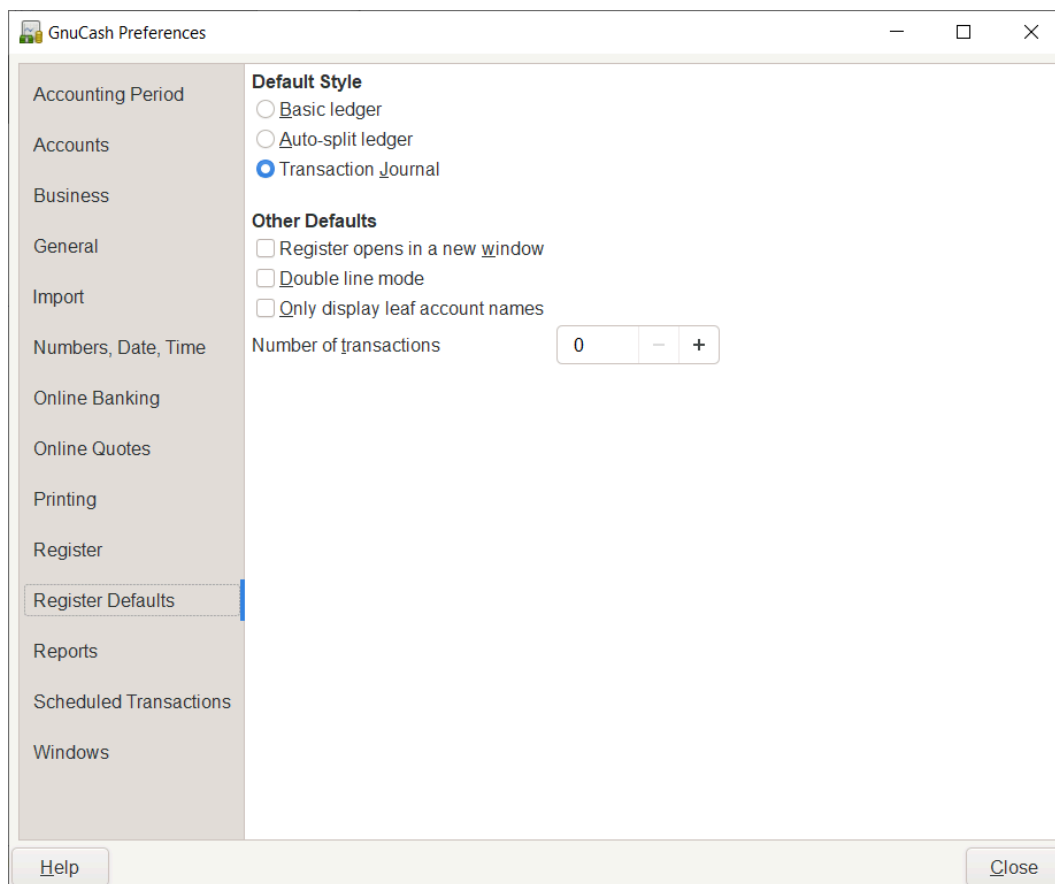 GnuCash Preferences
Accounting Period
Accounts
Business
General
Import
Numbers, Date, Time
Online Banking
Online Quotes
Printing
Register
Register Defaults
Reports
Scheduled Transactions
Windows
Default Style
Basic ledger
Auto-split ledger
Transaction Journal
Other Defaults
Register opens in a new window
Double line mode
Only display leaf account names
Number of transactions 0 − +
Help Close